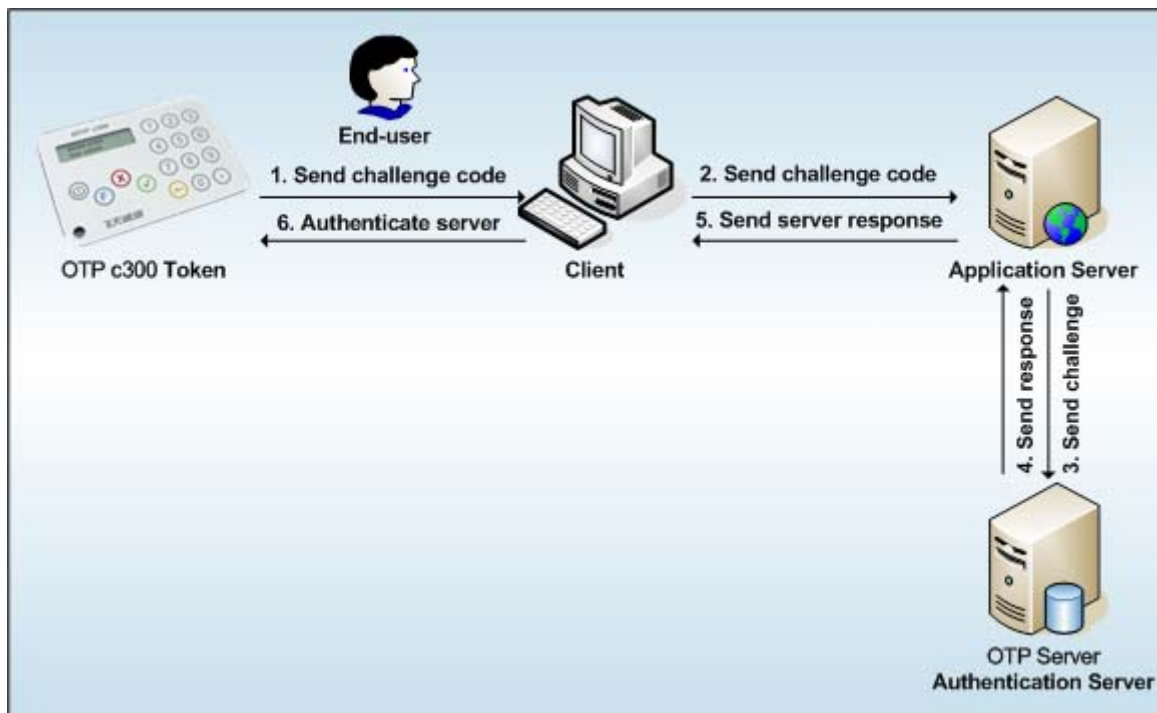 End-user
1. Send challenge code
6. Authenticate server
OTP c300 Token
Client
2. Send challenge code
5. Send server response
Application Server
4. Send response
3. Send challenge
OTP Server
Authentication Server